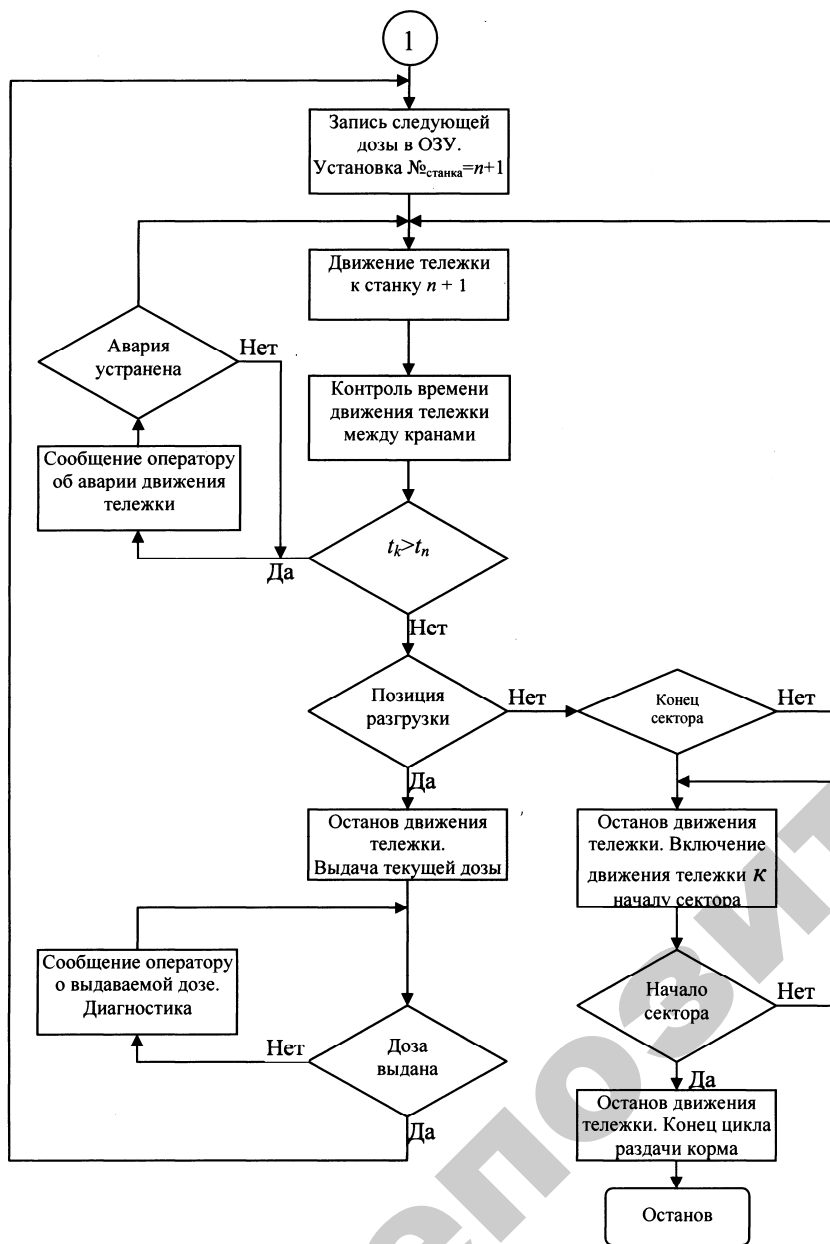 1
Запись следующей
дозы в ОЗУ.
Установка №станка=n+1
Движение тележки
к станку n + 1
Авария
устранена
Нет
Контроль времени
движения тележки
между кранами
Сообщение оператору
об аварии движения
тележки
tk>tn
Да
Нет
Позиция
разгрузки
Нет
Конец
сектора
Нет
Да
Останов движения
тележки.
Выдача текущей дозы
Останов движения
тележки. Включение
движения тележки к
началу сектора
Сообщение оператору
о выдаваемой дозе.
Диагностика
Начало
сектора
Нет
Нет
Доза
выдана
Да
Да
Останов движения
тележки. Конец цикла
раздачи корма
Останов